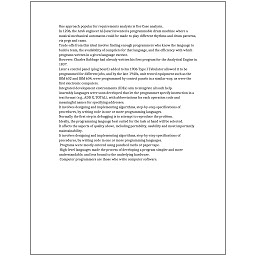 One approach popular for requirements analysis is Use Case analysis.
In 1206, the Arab engineer Al-Jazari invented a programmable drum machine where a
musical mechanical automaton could be made to play different rhythms and drum patterns,
via pegs and cams.
Trade-offs from this ideal involve finding enough programmers who know the language to
build a team, the availability of compilers for that language, and the efficiency with which
programs written in a given language execute.
However, Charles Babbage had already written his first program for the Analytical Engine in
1837.
Later a control panel (plug board) added to his 1906 Type I Tabulator allowed it to be
programmed for different jobs, and by the late 1940s, unit record equipment such as the
IBM 602 and IBM 604, were programmed by control panels in a similar way, as were the
first electronic computers.
Integrated development environments (IDEs) aim to integrate all such help.
Assembly languages were soon developed that let the programmer specify instruction in a
text format (e.g., ADD X, TOTAL), with abbreviations for each operation code and
meaningful names for specifying addresses.
It involves designing and implementing algorithms, step-by-step specifications of
procedures, by writing code in one or more programming languages.
Normally the first step in debugging is to attempt to reproduce the problem.
Ideally, the programming language best suited for the task at hand will be selected.
It affects the aspects of quality above, including portability, usability and most importantly
maintainability.
It involves designing and implementing algorithms, step-by-step specifications of
procedures, by writing code in one or more programming languages.
Programs were mostly entered using punched cards or paper tape.
High-level languages made the process of developing a program simpler and more
understandable, and less bound to the underlying hardware.
Computer programmers are those who write computer software.